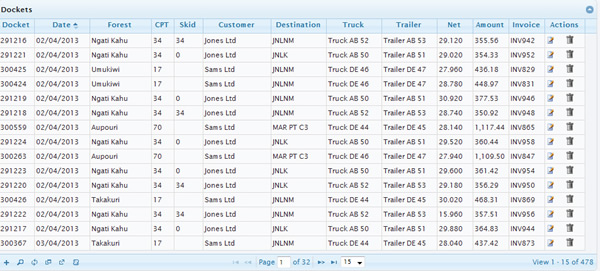 Dockets
Docket Date Forest CPT Skid Customer Destination Truck Trailer Net Amount Invoice Actions
291216 02/04/2013 Ngati Kahu 34 34 Jones Ltd JNLNM Truck AB 52 Trailer AB 53 29.120 355.56 INV942
291221 02/04/2013 Ngati Kahu 34 0 Jones Ltd JNLK Truck AB 50 Trailer AB 51 29.020 354.33 INV952
300425 02/04/2013 Umukiwi 17 Sams Ltd JNLNM Truck DE 46 Trailer DE 47 27.960 436.18 INV829
300424 02/04/2013 Umukiwi 17 Sams Ltd JNLNM Truck DE 46 Trailer DE 47 28.780 448.97 INV831
291219 02/04/2013 Ngati Kahu 34 0 Jones Ltd JNLNM Truck AB 50 Trailer AB 51 30.920 377.53 INV946
291218 02/04/2013 Ngati Kahu 34 34 Jones Ltd JNLNM Truck AB 52 Trailer AB 53 28.740 350.92 INV948
300559 02/04/2013 Aupouri 70 Sams Ltd MAR PT C3 Truck DE 44 Trailer DE 45 28.140 1,117.44 INV865
291224 02/04/2013 Ngati Kahu 34 0 Jones Ltd JNLK Truck AB 50 Trailer AB 51 29.520 360.44 INV958
300263 02/04/2013 Aupouri 70 Sams Ltd MAR PT C3 Truck DE 46 Trailer DE 47 27.940 1,109.50 INV847
291223 02/04/2013 Ngati Kahu 34 0 Jones Ltd JNLK Truck AB 50 Trailer AB 51 29.600 361.42 INV954
291220 02/04/2013 Ngati Kahu 34 34 Jones Ltd JNLK Truck AB 52 Trailer AB 53 29.180 356.29 INV950
300426 02/04/2013 Takakuri 17 Sams Ltd JNLNM Truck DE 44 Trailer DE 45 30.020 468.31 INV869
291222 02/04/2013 Ngati Kahu 34 34 Jones Ltd JNLNM Truck AB 52 Trailer AB 53 15.960 357.51 INV956
291217 02/04/2013 Ngati Kahu 34 0 Jones Ltd JNLK Truck AB 50 Trailer AB 51 29.880 364.83 INV944
300367 03/04/2013 Takakuri 17 Sams Ltd JNLNM Truck DE 44 Trailer DE 45 28.040 437.42 INV873
Page 1 of 32 15 View 1 - 15 of 478